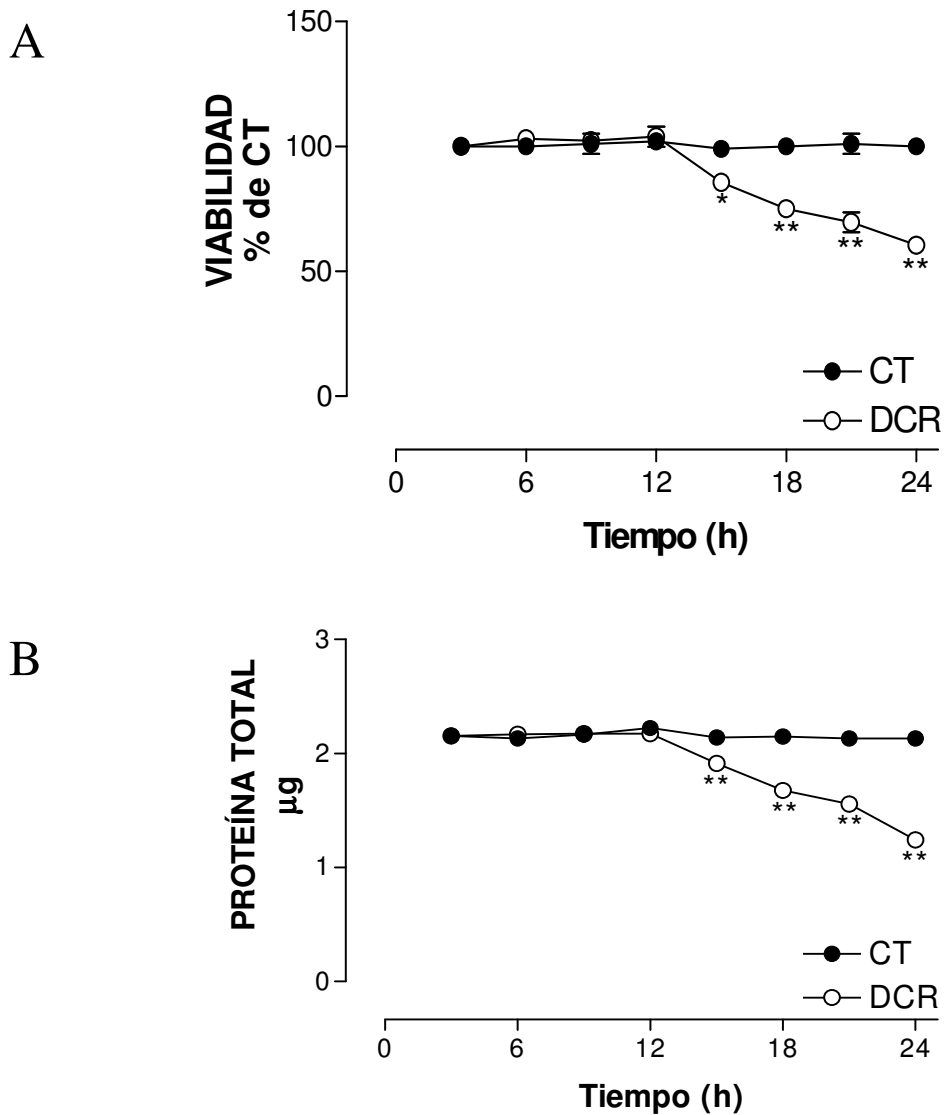 A
150
100
50
0
VIABILIDAD
% de CT
*
**
**
**
CT
DCR
0 6 12 18 24
Tiempo (h)
B
3
2
1
0
PROTEÍNA TOTAL
µg
**
**
**
**
CT
DCR
0 6 12 18 24
Tiempo (h)